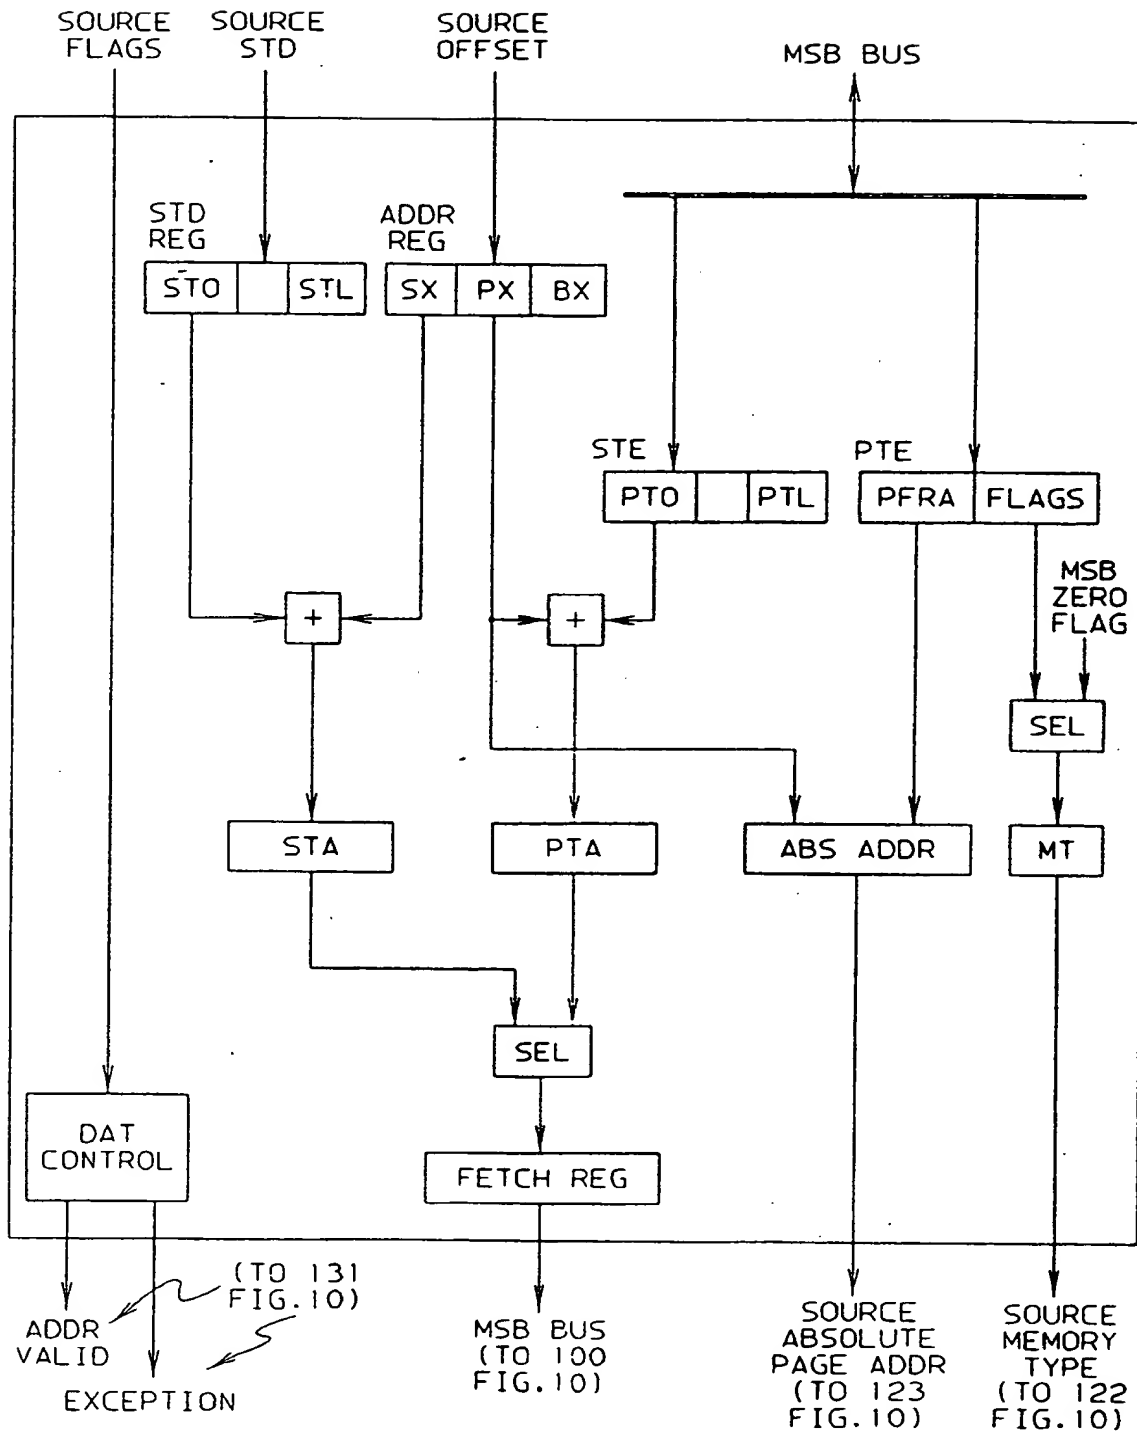 SOURCE FLAGS
SOURCE STD
SOURCE OFFSET
MSB BUS
STD REG
ADDR REG
STO
STL
SX
PX
BX
STE
PTE
PTO
PTL
PFRA
FLAGS
MSB ZERO FLAG
+
+
SEL
STA
PTA
ABS ADDR
MT
SEL
DAT CONTROL
FETCH REG
(TO 131 FIG.10)
ADDR VALID
EXCEPTION
MSB BUS (TO 100 FIG.10)
SOURCE ABSOLUTE PAGE ADDR (TO 123 FIG.10)
SOURCE MEMORY TYPE (TO 122 FIG.10)